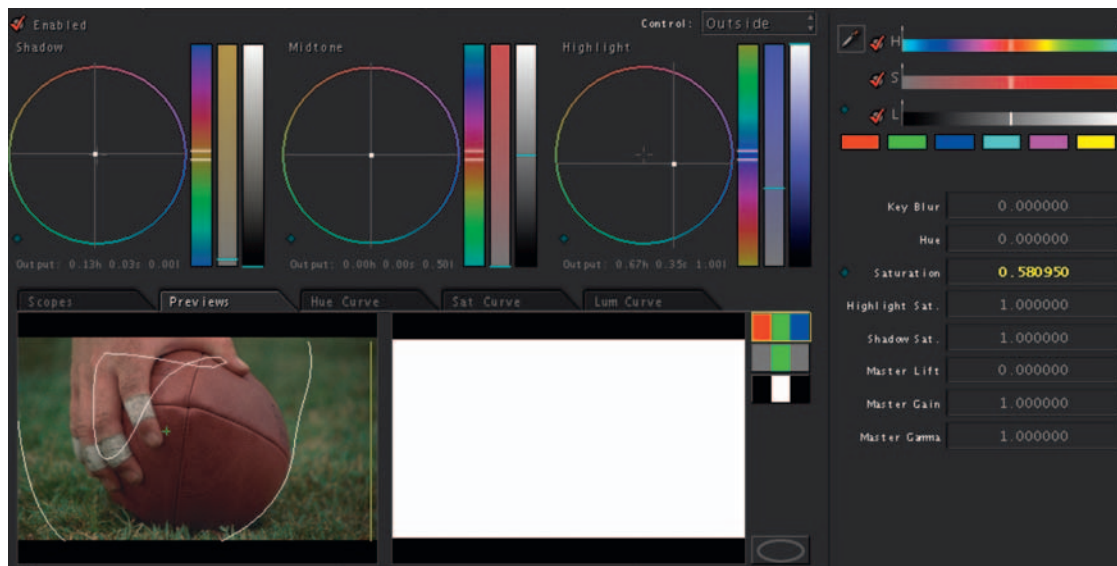 Enabled
Control: Outside
Shadow
Midtone
Highlight
H
S
L
Output: 0.13h 0.03s 0.00l
Output: 0.00h 0.00s 0.50l
Output: 0.67h 0.35s 1.00l
Key Blur 0.000000
Hue 0.000000
Saturation 0.580950
Highlight Sat. 1.000000
Shadow Sat. 1.000000
Master Lift 0.000000
Master Gain 1.000000
Master Gamma 1.000000
Scopes
Previews
Hue Curve
Sat Curve
Lum Curve